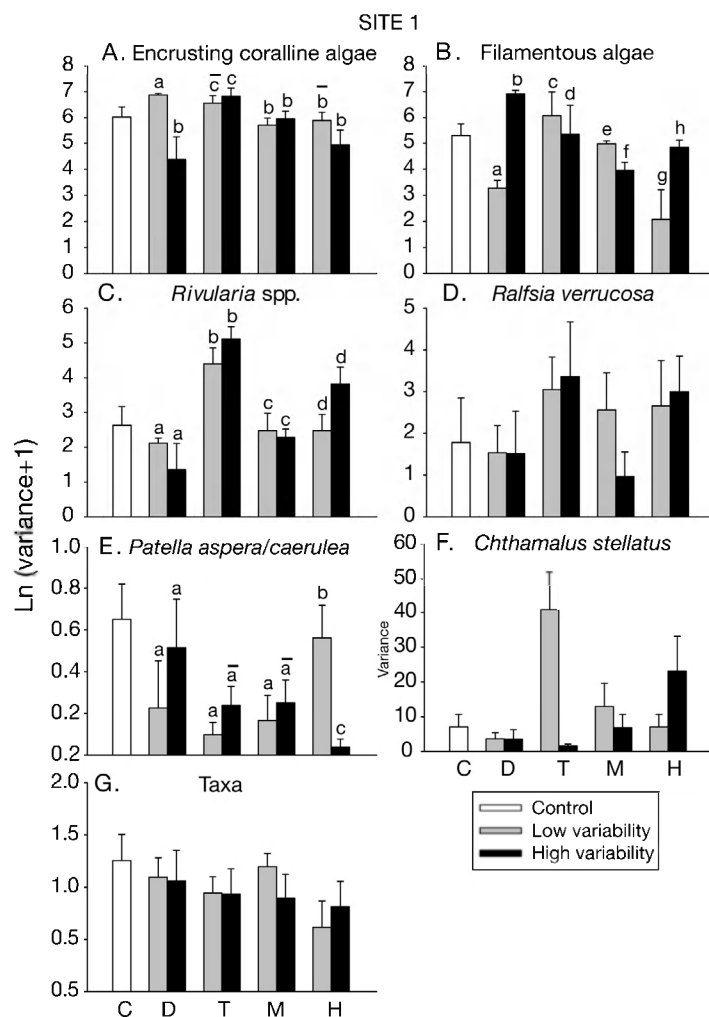 SITE 1
A. Encrusting coralline algae
B. Filamentous algae
8 7 6 5 4 3 2 1 0
a b c c b b b b
8 7 6 5 4 3 2 1 0
a b c d e f g h
C. Rivularia spp.
D. Ralfsia verrucosa
6 5 4 3 2 1 0
a a b b c c d d
5 4 3 2 1 0
Ln (variance+1)
E. Patella aspera/caerulea
F. Chthamalus stellatus
1.0 0.6 0.4 0.2 0.2
a a a a a a b c
Variance
60 50 40 30 20 10 0
C D T M H
G. Taxa
2.0 1.5 1.0 0.5 0.5
C D T M H
Control
Low variability
High variability